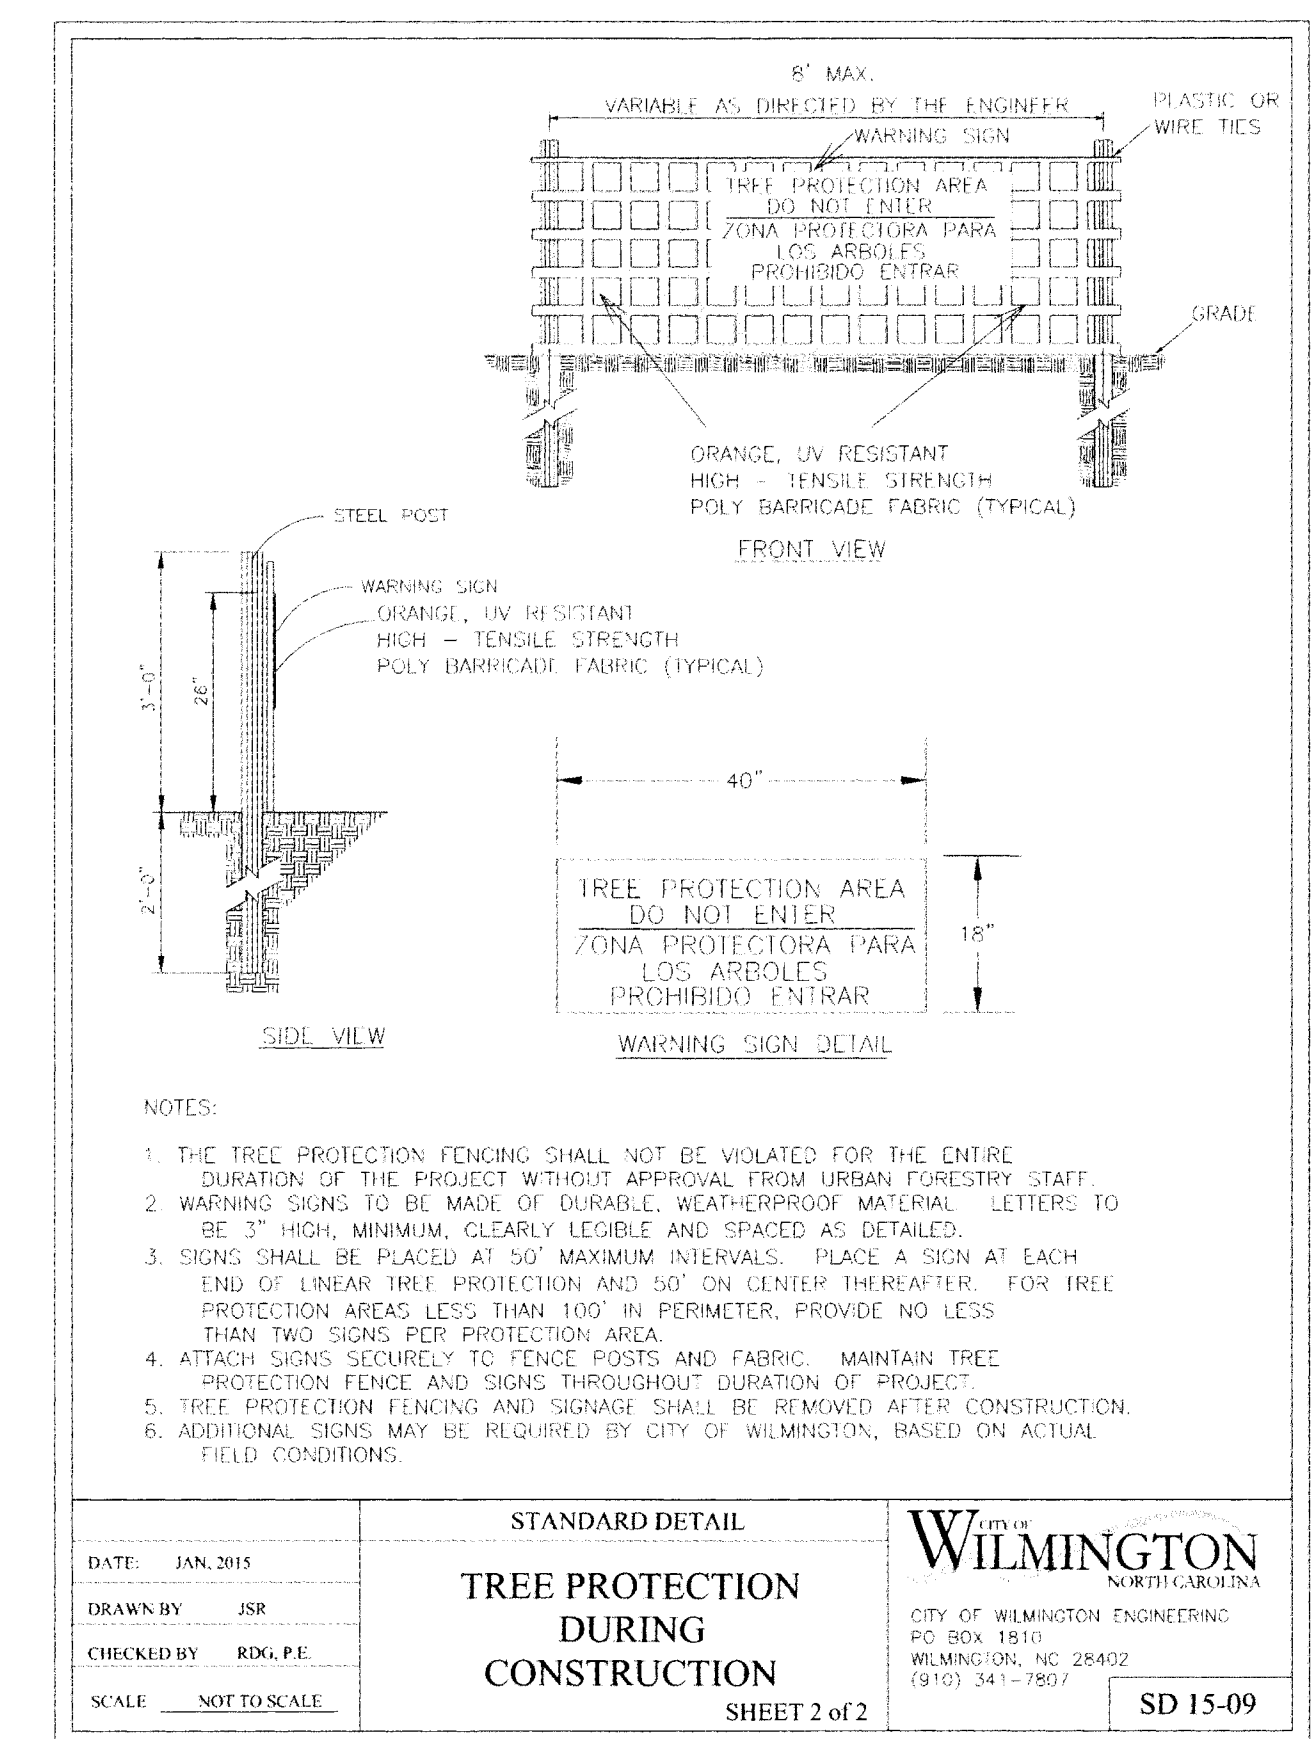 8' MAX.
VARIABLE AS DIRECTED BY THE ENGINEER
PLASTIC OR
WIRE TIES
WARNING SIGN
TREE PROTECTION AREA
DO NOT ENTER
ZONA PROTECTORA PARA
LOS ARBOLES
PROHIBIDO ENTRAR
GRADE
ORANGE, UV RESISTANT
HIGH - TENSILE STRENGTH
POLY BARRICADE FABRIC (TYPICAL)
FRONT VIEW
STEEL POST
WARNING SIGN
ORANGE, UV RESISTANT
HIGH - TENSILE STRENGTH
POLY BARRICADE FABRIC (TYPICAL)
3'-0"
26"
2'-0"
SIDE VIEW
40"
18"
TREE PROTECTION AREA
DO NOT ENTER
ZONA PROTECTORA PARA
LOS ARBOLES
PROHIBIDO ENTRAR
WARNING SIGN DETAIL
NOTES:
1. THE TREE PROTECTION FENCING SHALL NOT BE VIOLATED FOR THE ENTIRE
DURATION OF THE PROJECT WITHOUT APPROVAL FROM URBAN FORESTRY STAFF.
2. WARNING SIGNS TO BE MADE OF DURABLE, WEATHERPROOF MATERIAL LETTERS TO
BE 3" HIGH, MINIMUM, CLEARLY LEGIBLE AND SPACED AS DETAILED.
3. SIGNS SHALL BE PLACED AT 50' MAXIMUM INTERVALS. PLACE A SIGN AT EACH
END OF LINEAR TREE PROTECTION AND 50' ON CENTER THEREAFTER. FOR TREE
PROTECTION AREAS LESS THAN 100' IN PERIMETER, PROVIDE NO LESS
THAN TWO SIGNS PER PROTECTION AREA.
4. ATTACH SIGNS SECURELY TO FENCE POSTS AND FABRIC. MAINTAIN TREE
PROTECTION FENCE AND SIGNS THROUGHOUT DURATION OF PROJECT.
5. TREE PROTECTION FENCING AND SIGNAGE SHALL BE REMOVED AFTER CONSTRUCTION.
6. ADDITIONAL SIGNS MAY BE REQUIRED BY CITY OF WILMINGTON, BASED ON ACTUAL
FIELD CONDITIONS.
DATE: JAN, 2015
DRAWN BY JSR
CHECKED BY RDG, P.E.
SCALE NOT TO SCALE
STANDARD DETAIL
TREE PROTECTION
DURING
CONSTRUCTION
SHEET 2 of 2
CITY OF
WILMINGTON
NORTH CAROLINA
CITY OF WILMINGTON ENGINEERING
PO BOX 1810
WILMINGTON, NC 28402
(910) 341-7807
SD 15-09